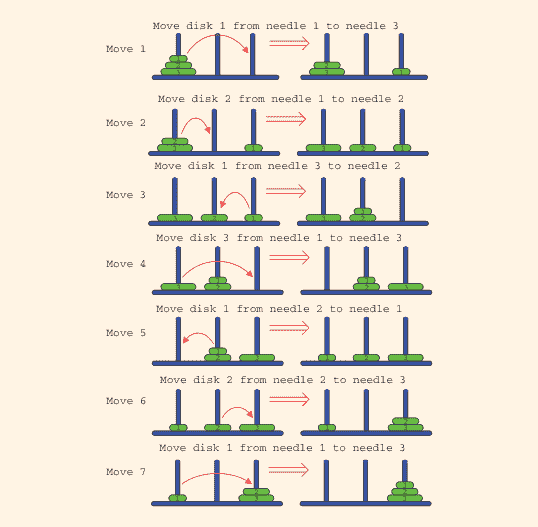 Move disk 1 from needle 1 to needle 3
Move 1
Move disk 2 from needle 1 to needle 2
Move 2
Move disk 1 from needle 3 to needle 2
Move 3
Move disk 3 from needle 1 to needle 3
Move 4
Move disk 1 from needle 2 to needle 1
Move 5
Move disk 2 from needle 2 to needle 3
Move 6
Move disk 1 from needle 1 to needle 3
Move 7